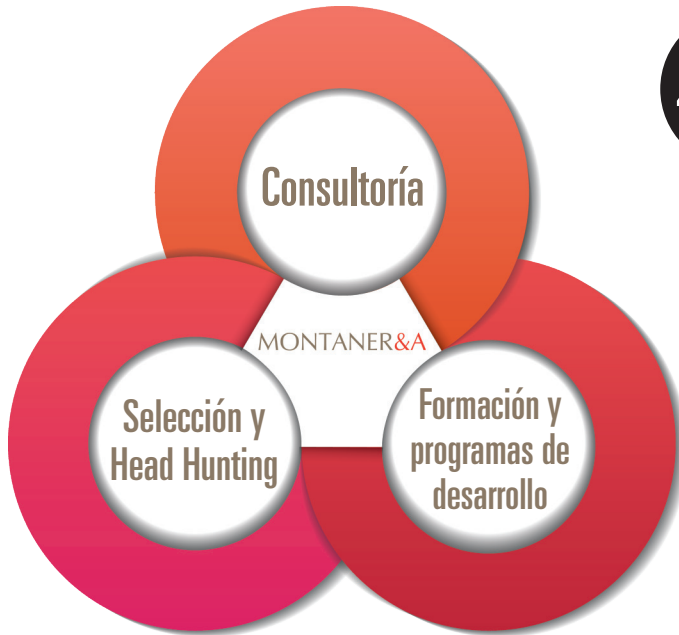 Consultoría
MONTANER&A
Selección y
Head Hunting
Formación y
programas de
desarrollo